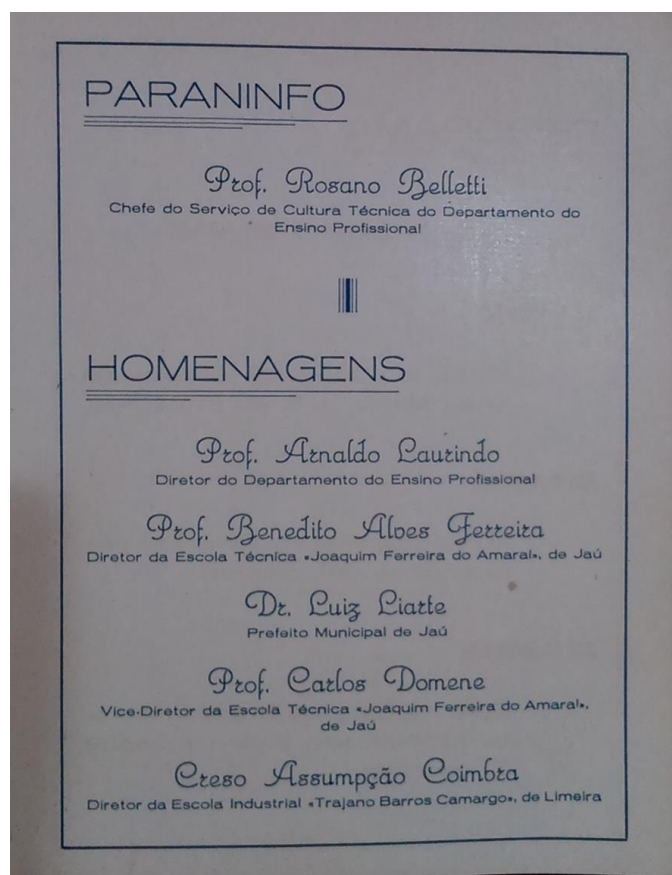 PARANINFO
Prof. Rosano Belletti
Chefe do Serviço de Cultura Técnica do Departamento do
Ensino Profissional
HOMENAGENS
Prof. Arnaldo Laurindo
Diretor do Departamento do Ensino Profissional
Prof. Benedito Alves Ferreira
Diretor da Escola Técnica «Joaquim Ferreira do Amaral», de Jaú
Dr. Luiz Liarte
Prefeito Municipal de Jaú
Prof. Carlos Domene
Vice-Diretor da Escola Técnica «Joaquim Ferreira do Amaral»,
de Jaú
Creso Assumpção Coimbra
Diretor da Escola Industrial «Trajano Barros Camargo», de Limeira